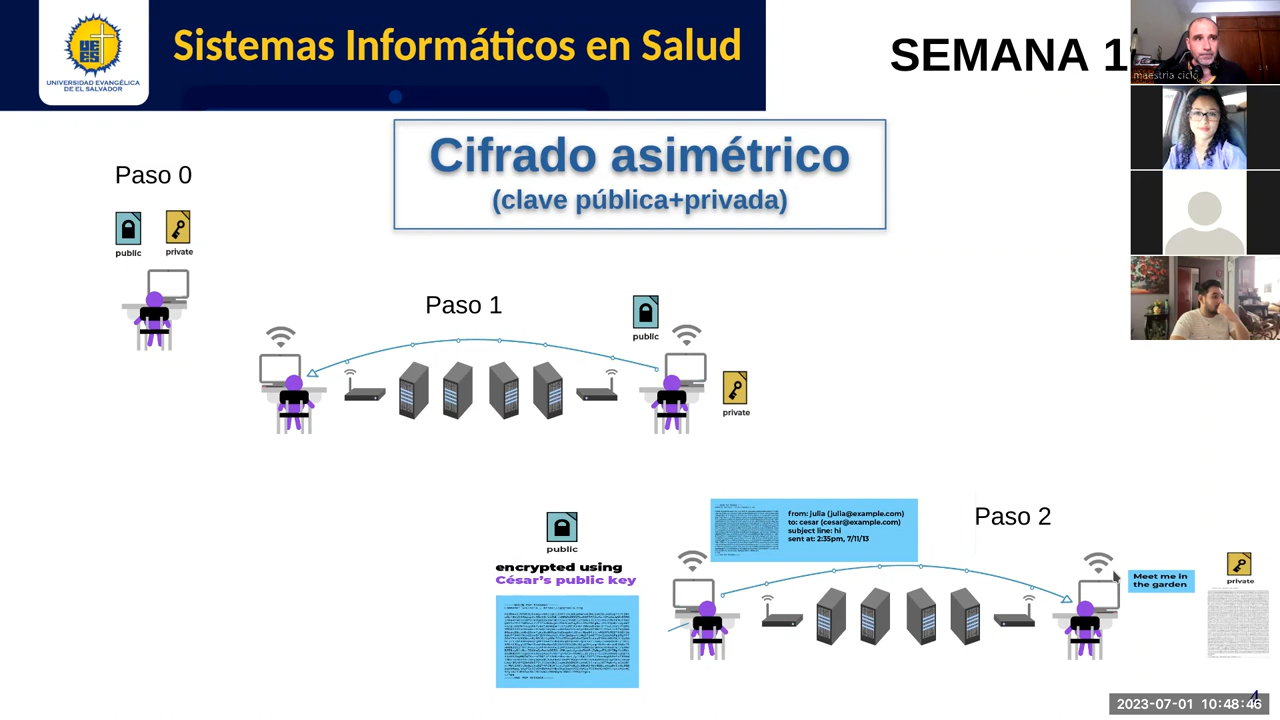 UNIVERSIDAD EVANGÉLICA
DE EL SALVADOR
Sistemas Informáticos en Salud
SEMANA 1
maestria ciclo
Cifrado asimétrico
(clave pública+privada)
Paso 0
public
private
Paso 1
public
private
Paso 2
public
encrypted using
César's public key
from: julia (julia@example.com)
to: cesar (cesar@example.com)
subject line: hi
sent at: 2:35pm, 7/11/13
Meet me in
the garden
private
4
2023-07-01 10:48:46